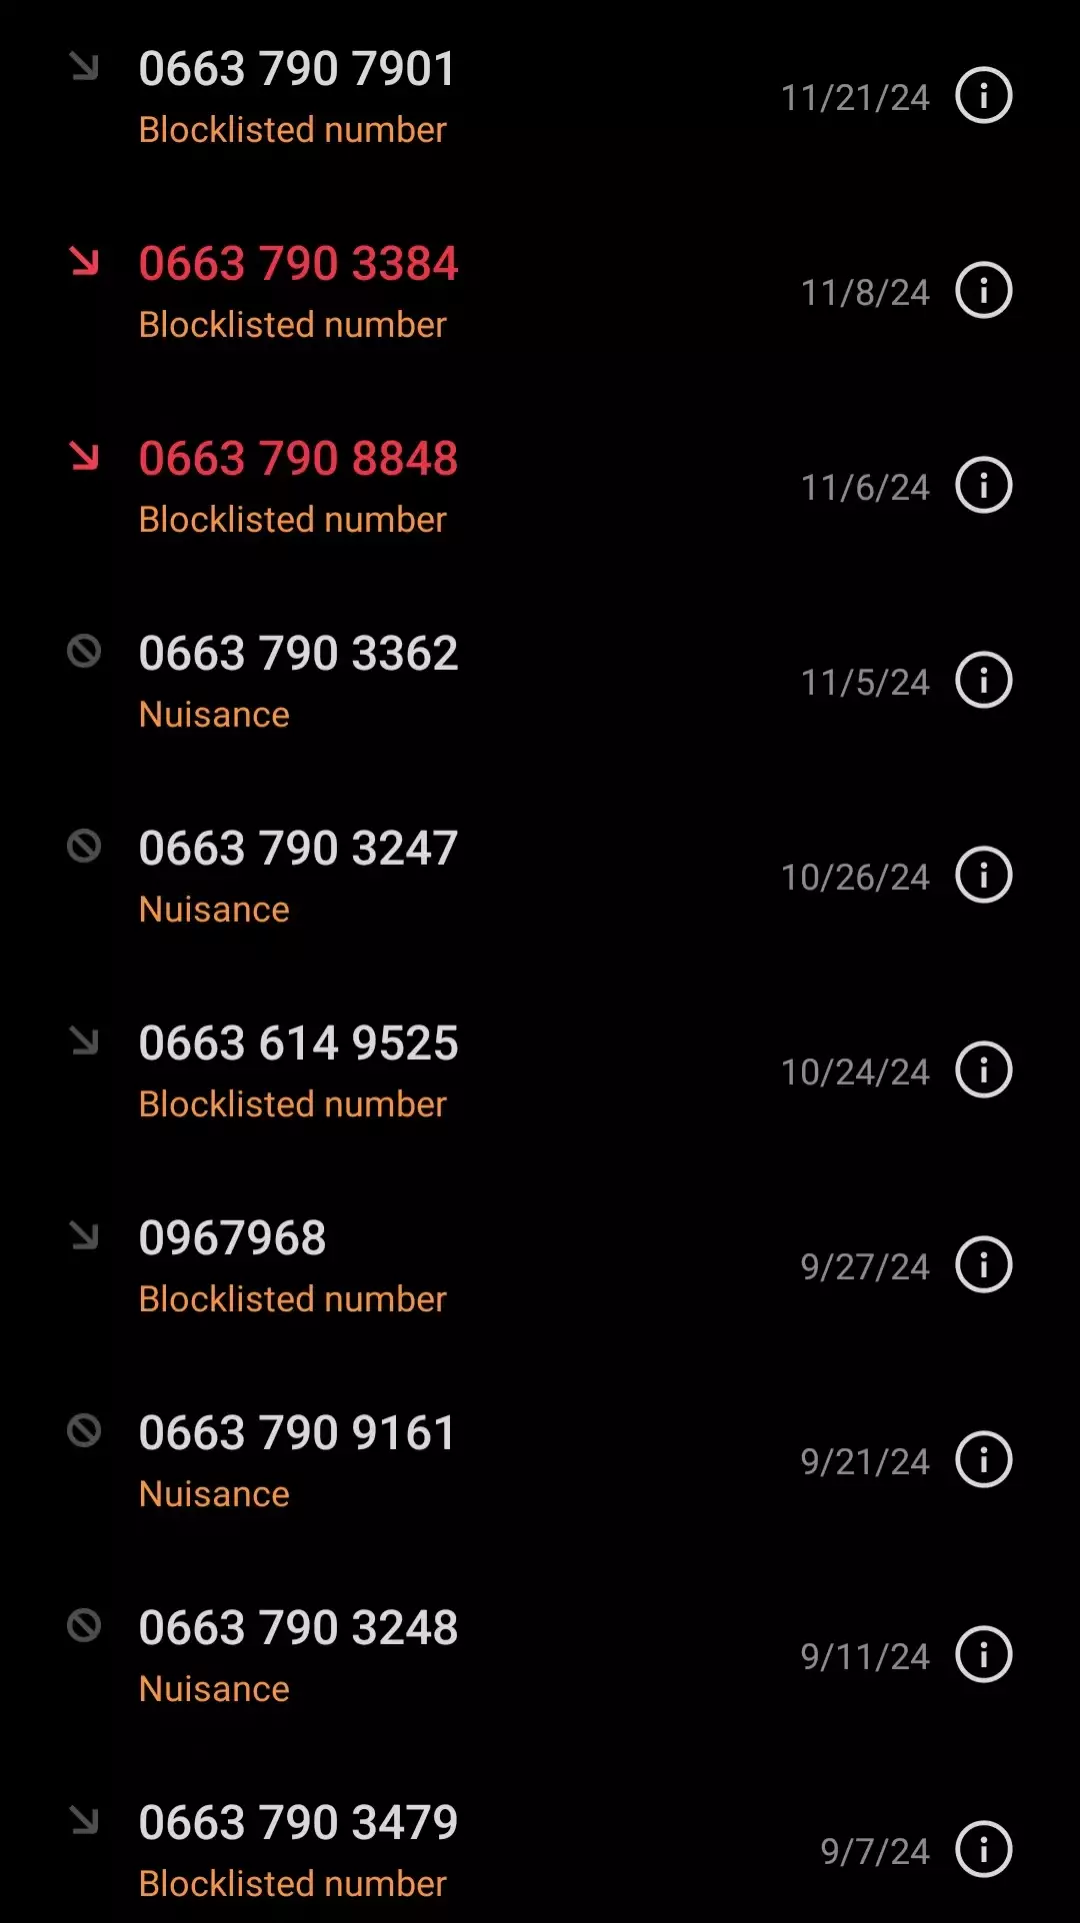 0663 790 7901
11/21/24
Blocklisted number
0663 790 3384
11/8/24
Blocklisted number
0663 790 8848
11/6/24
Blocklisted number
0663 790 3362
11/5/24
Nuisance
0663 790 3247
10/26/24
Nuisance
0663 614 9525
10/24/24
Blocklisted number
0967968
9/27/24
Blocklisted number
0663 790 9161
9/21/24
Nuisance
0663 790 3248
9/11/24
Nuisance
0663 790 3479
9/7/24
Blocklisted number